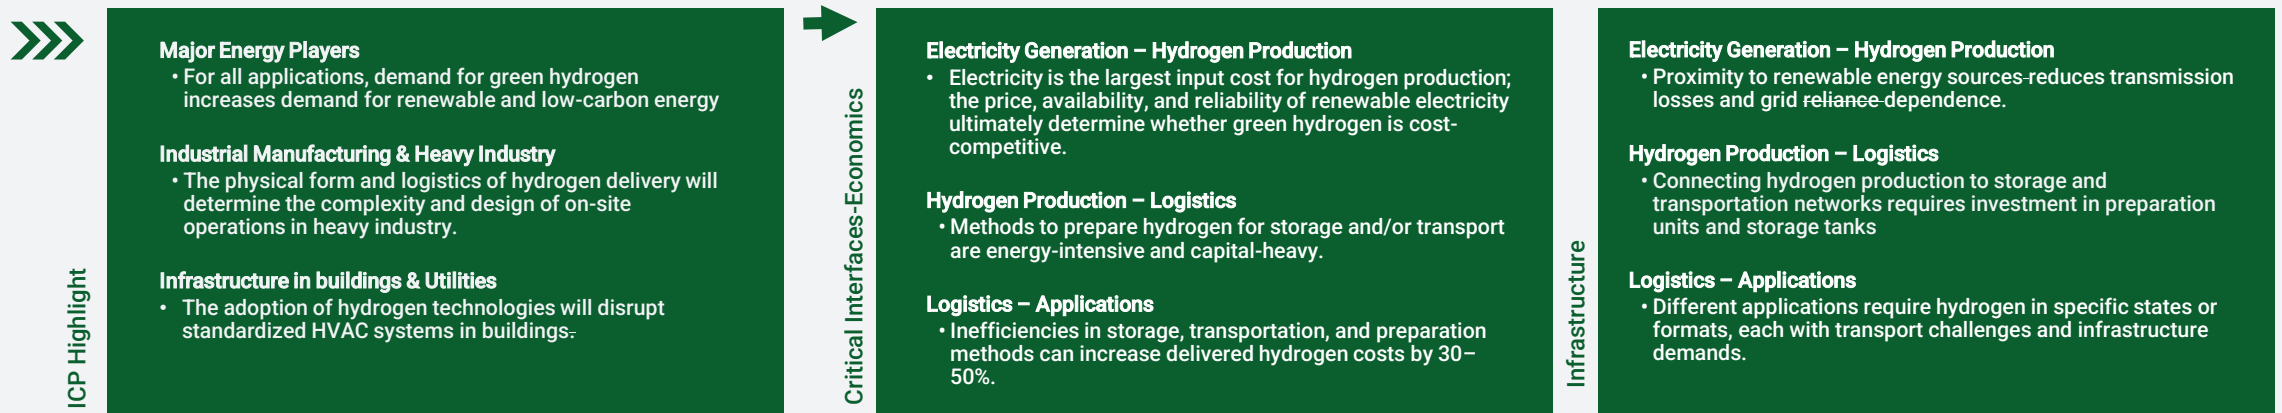 ICP Highlight
Major Energy Players
• For all applications, demand for green hydrogen
increases demand for renewable and low-carbon energy
Industrial Manufacturing & Heavy Industry
• The physical form and logistics of hydrogen delivery will
determine the complexity and design of on-site
operations in heavy industry.
Infrastructure in buildings & Utilities
• The adoption of hydrogen technologies will disrupt
standardized HVAC systems in buildings.
Critical Interfaces-Economics
Electricity Generation – Hydrogen Production
• Electricity is the largest input cost for hydrogen production;
the price, availability, and reliability of renewable electricity
ultimately determine whether green hydrogen is cost-
competitive.
Hydrogen Production – Logistics
• Methods to prepare hydrogen for storage and/or transport
are energy-intensive and capital-heavy.
Logistics – Applications
• Inefficiencies in storage, transportation, and preparation
methods can increase delivered hydrogen costs by 30–
50%.
Infrastructure
Electricity Generation – Hydrogen Production
• Proximity to renewable energy sources reduces transmission
losses and grid reliance dependence.
Hydrogen Production – Logistics
• Connecting hydrogen production to storage and
transportation networks requires investment in preparation
units and storage tanks
Logistics – Applications
• Different applications require hydrogen in specific states or
formats, each with transport challenges and infrastructure
demands.